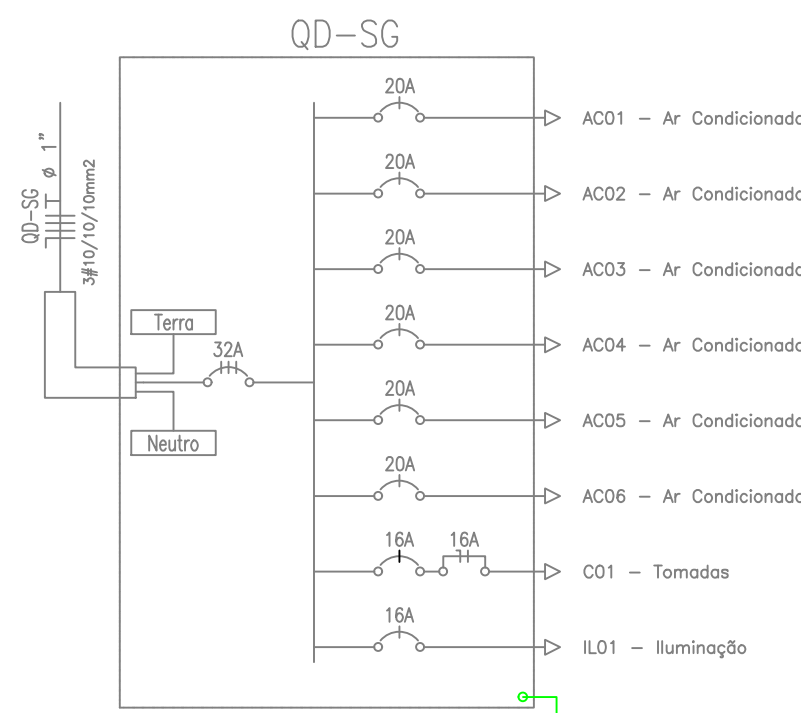 QD-SG
20A
AC01 - Ar Condicionado
20A
AC02 - Ar Condicionado
20A
AC03 - Ar Condicionado
20A
AC04 - Ar Condicionado
20A
AC05 - Ar Condicionado
20A
AC06 - Ar Condicionado
16A 16A
C01 - Tomadas
16A
IL01 - Iluminação
QD-SG
ø 1"
3#10/10/10mm2
Terra
32A
Neutro